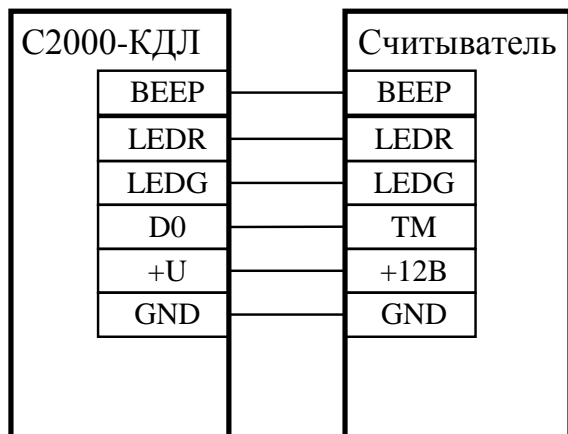 С2000-КДЛ
BEEP
LEDR
LEDG
D0
+U
GND
Считыватель
BEEP
LEDR
LEDG
TM
+12В
GND